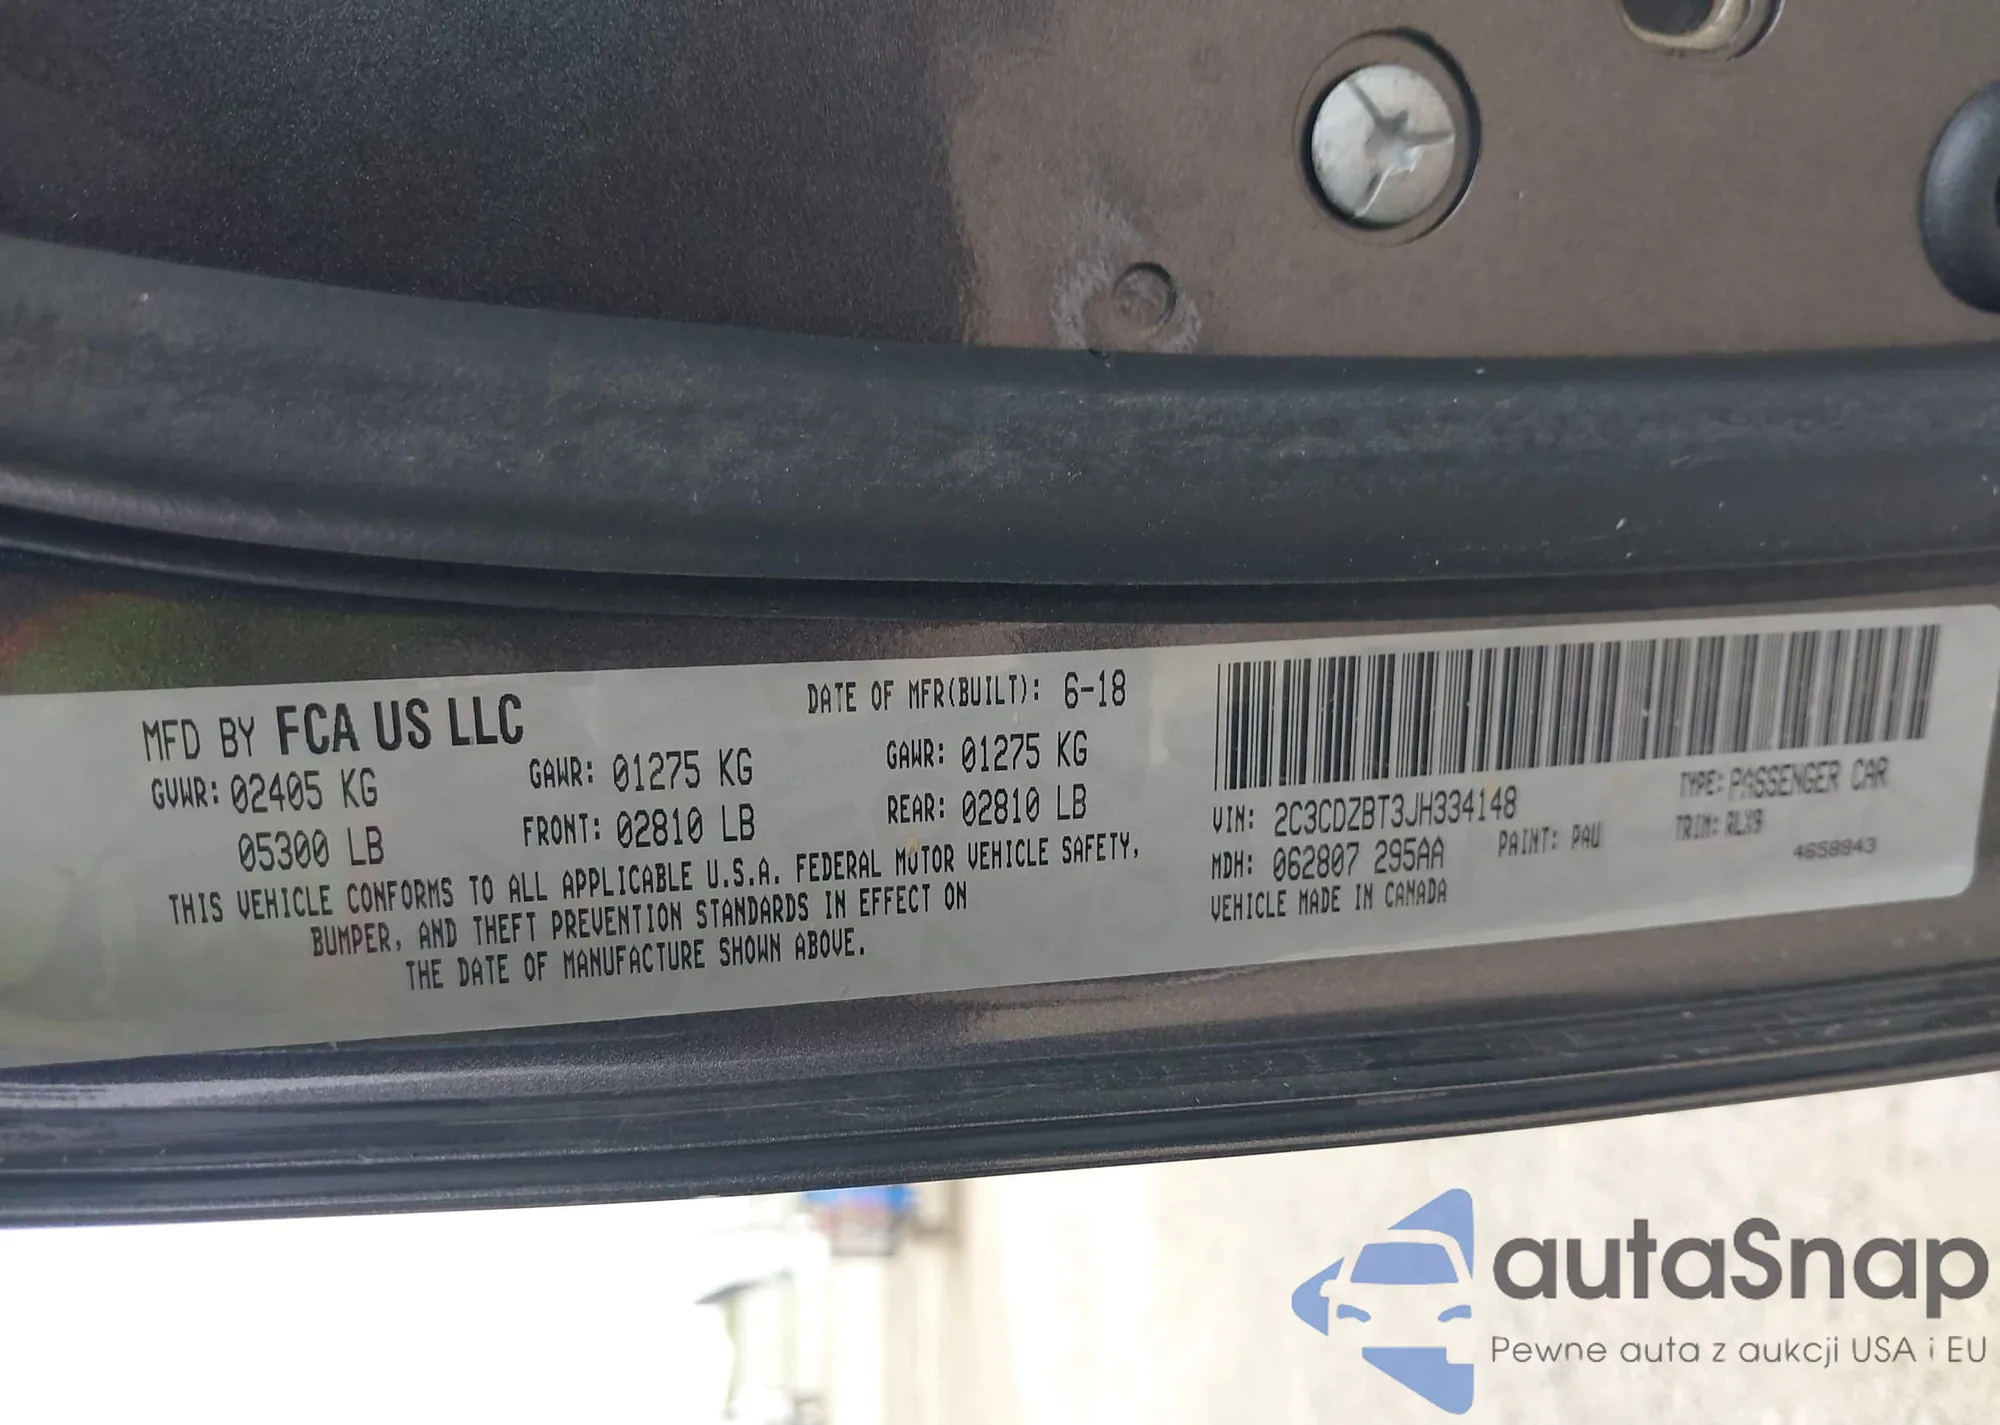 MFD BY FCA US LLC
DATE OF MFR(BUILT): 6-18
GVWR: 02405 KG
05300 LB
GAWR: 01275 KG
FRONT: 02810 LB
GAWR: 01275 KG
REAR: 02810 LB
THIS VEHICLE CONFORMS TO ALL APPLICABLE U.S.A. FEDERAL MOTOR VEHICLE SAFETY,
BUMPER, AND THEFT PREVENTION STANDARDS IN EFFECT ON
THE DATE OF MANUFACTURE SHOWN ABOVE.
VIN: 2C3CDZBT3JH334148
TYPE: PASSENGER CAR
MDH: 062807 295AA
PAINT: PAU
TRIM: RLX9
VEHICLE MADE IN CANADA
4658843
autaSnap
Pewne auta z aukcji USA i EU